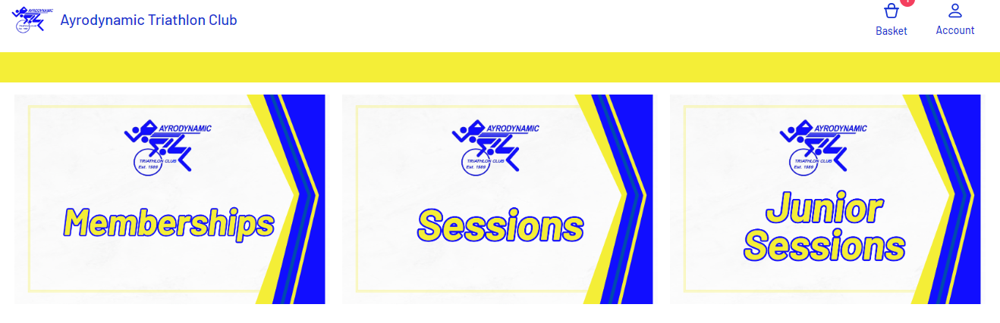 Ayrodynamic Triathlon Club
Basket
Account
AYRODYNAMIC
TRIATHLON CLUB
Est. 1989
Memberships
AYRODYNAMIC
TRIATHLON CLUB
Est. 1989
Sessions
AYRODYNAMIC
TRIATHLON CLUB
Est. 1989
Junior
Sessions